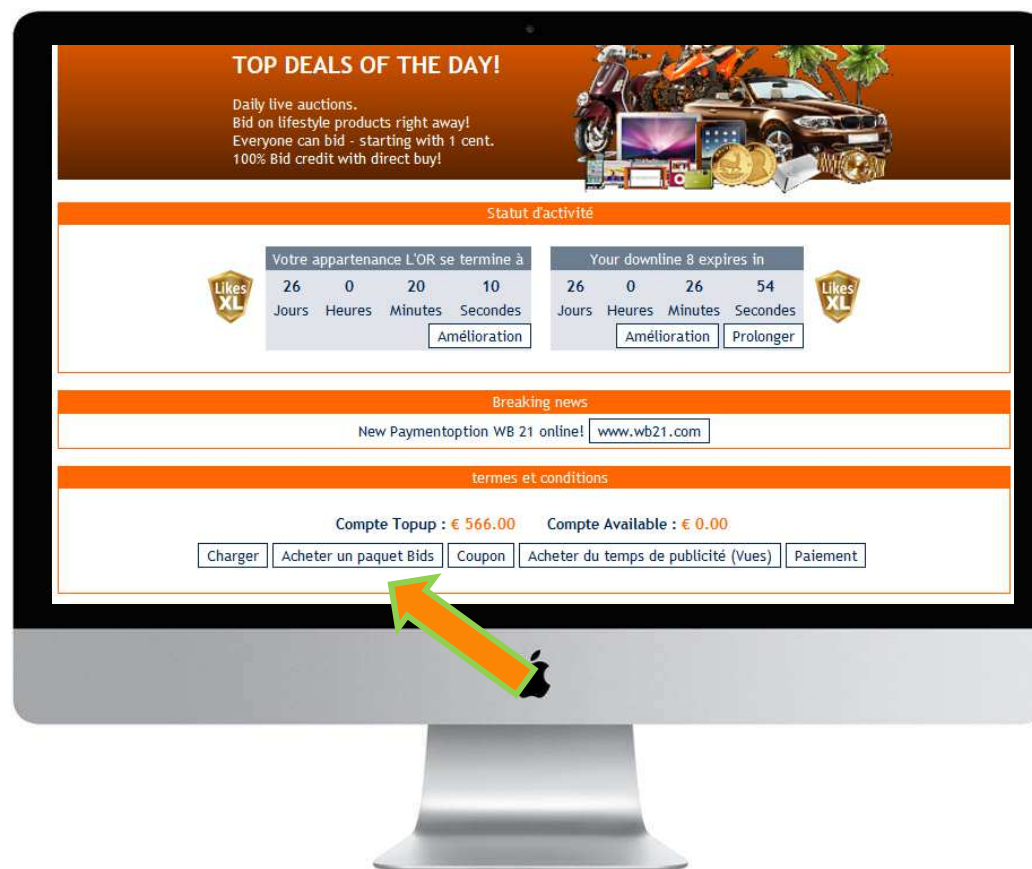 TOP DEALS OF THE DAY!
Daily live auctions.
Bid on lifestyle products right away!
Everyone can bid - starting with 1 cent.
100% Bid credit with direct buy!
Statut d'activité
Likes XL
Votre appartenance L'OR se termine à
26 0 20 10
Jours Heures Minutes Secondes
Amélioration
Your downline 8 expires in
26 0 26 54
Jours Heures Minutes Secondes
Amélioration Prolonger
Likes XL
Breaking news
New Paymentoption WB 21 online! www.wb21.com
termes et conditions
Compte Topup : € 566.00 Compte Available : € 0.00
Charger Acheter un paquet Bids Coupon Acheter du temps de publicité (Vues) Paiement